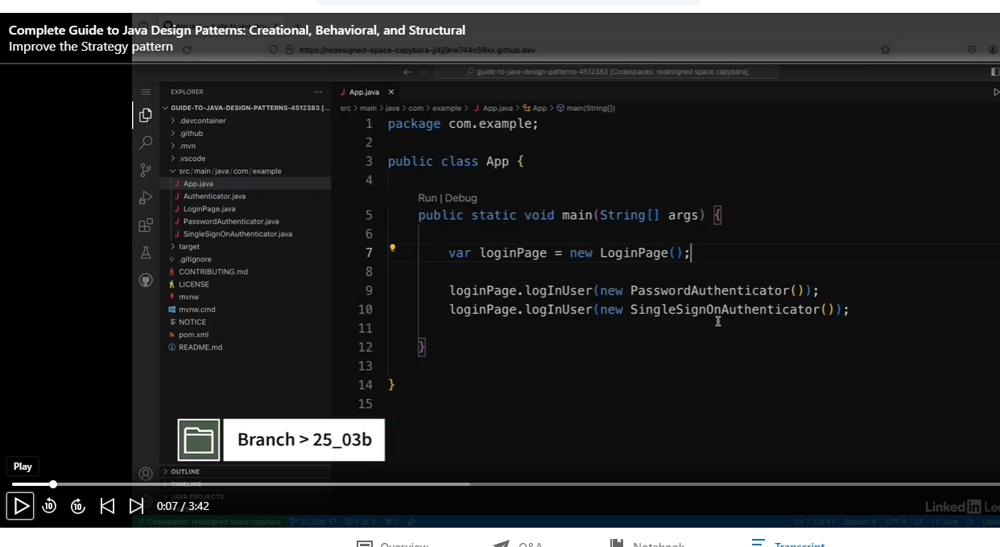 Complete Guide to Java Design Patterns: Creational, Behavioral, and Structural
Improve the Strategy pattern
https://redesigned-space-capybara-jj4jj9rw744c59xx.github.dev
guide-to-java-design-patterns-4512383 [Codespaces: redesigned space capybara]
EXPLORER
GUIDE-TO-JAVA-DESIGN-PATTERNS-4512383 [...
.devcontainer
.github
.mvn
.vscode
src/main/java/com/example
App.java
Authenticator.java
LoginPage.java
PasswordAuthenticator.java
SingleSignOnAuthenticator.java
target
.gitignore
CONTRIBUTING.md
LICENSE
mvnw
mvnw.cmd
NOTICE
pom.xml
README.md
OUTLINE
TIMELINE
JAVA PROJECTS
App.java
src > main > java > com > example > App.java > App > main(String[])
1 package com.example;
2
3 public class App {
4
Run | Debug
5 public static void main(String[] args) {
6
7 var loginPage = new LoginPage();
8
9 loginPage.logInUser(new PasswordAuthenticator());
10 loginPage.logInUser(new SingleSignOnAuthenticator());
11
12 }
13
14 }
15
Branch > 25_03b
Play
10 10 0:07 / 3:42
LinkedIn Lea
Codespaces: redesigned space capybara 25_03b 0 0 0 Ln 7, Col 41 Spaces: 4 UTF-8 LF {} Java Layou
Overview Q&A Notebook Transcript